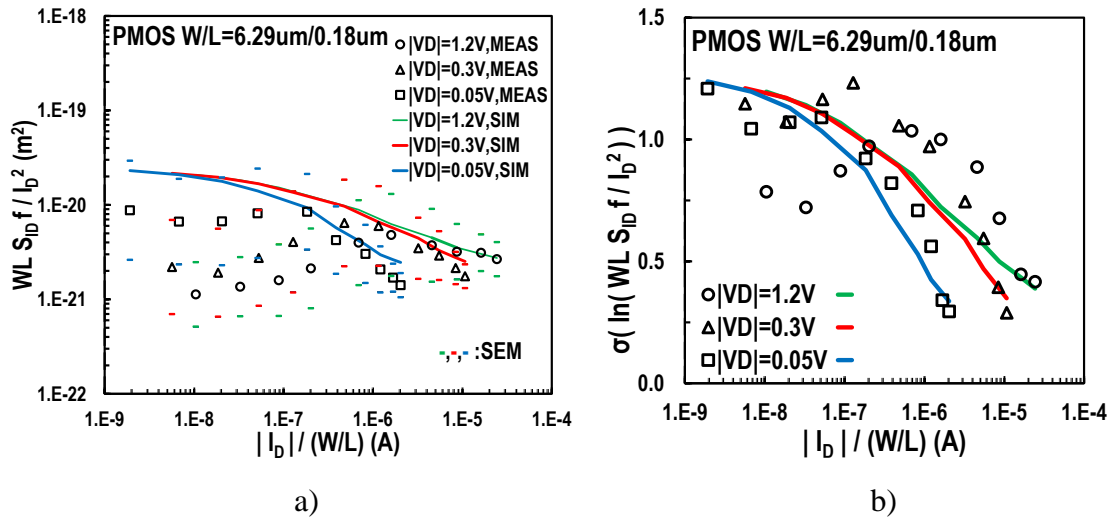 PMOS W/L=6.29um/0.18um
|VD|=1.2V,MEAS
|VD|=0.3V,MEAS
|VD|=0.05V,MEAS
|VD|=1.2V,SIM
|VD|=0.3V,SIM
|VD|=0.05V,SIM
:SEM
WL S_ID f / I_D^2 (m^2)
1.E-18
1.E-19
1.E-20
1.E-21
1.E-22
1.E-9
1.E-8
1.E-7
1.E-6
1.E-5
1.E-4
| I_D | / (W/L) (A)
a)
PMOS W/L=6.29um/0.18um
|VD|=1.2V
|VD|=0.3V
|VD|=0.05V
σ( ln( WL S_ID f / I_D^2 ) )
1.5
1.0
0.5
0.0
1.E-9
1.E-8
1.E-7
1.E-6
1.E-5
1.E-4
| I_D | / (W/L) (A)
b)